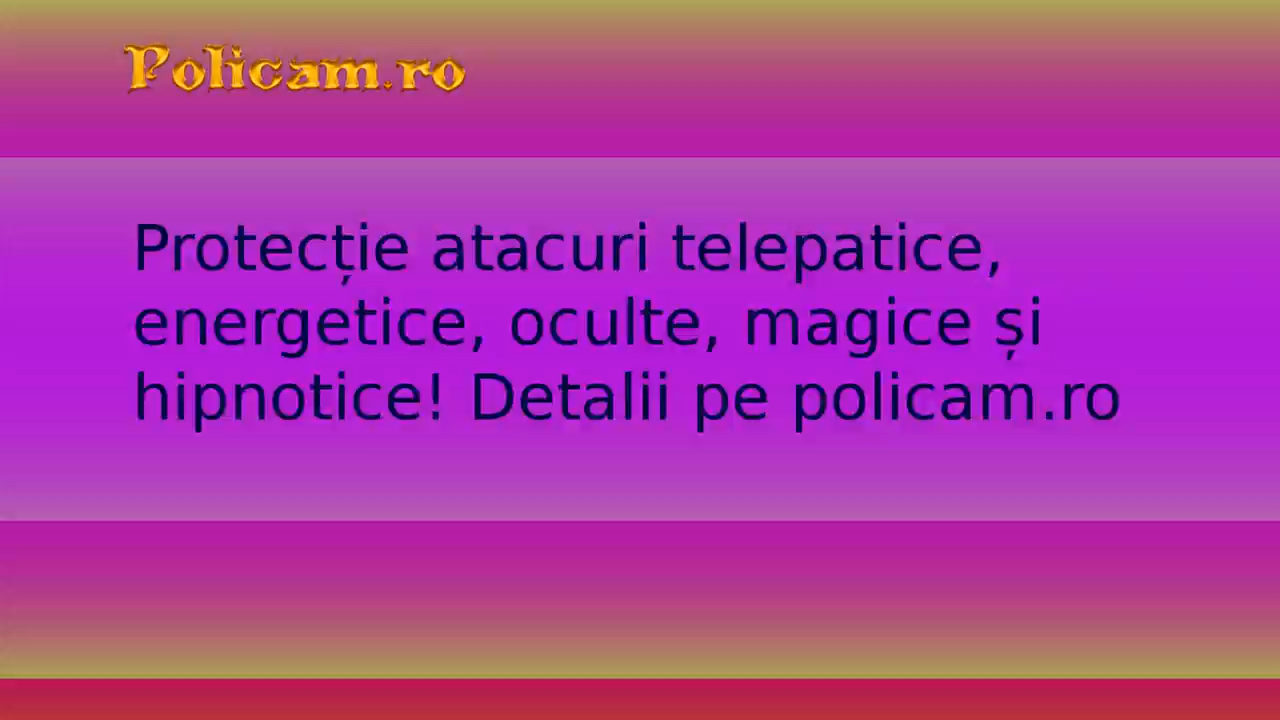 Policam.ro
Protecție atacuri telepatice,
energetice, oculte, magice și
hipnotice! Detalii pe policam.ro